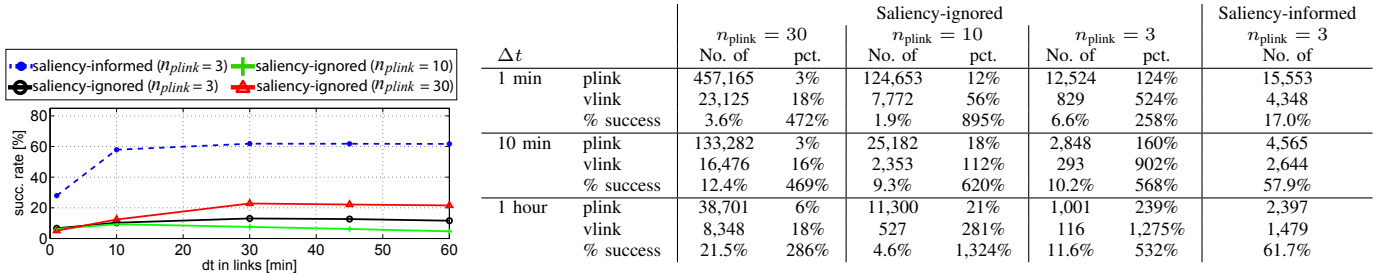 saliency-informed (n_plink = 3) saliency-ignored (n_plink = 10)
saliency-ignored (n_plink = 3) saliency-ignored (n_plink = 30)
80
60
40
20
0
succ. rate [%]
0 10 20 30 40 50 60
dt in links [min]
Saliency-ignored Saliency-informed
n_plink = 30 n_plink = 10 n_plink = 3 n_plink = 3
Δt No. of pct. No. of pct. No. of pct. No. of
1 min plink 457,165 3% 124,653 12% 12,524 124% 15,553
vlink 23,125 18% 7,772 56% 829 524% 4,348
% success 3.6% 472% 1.9% 895% 6.6% 258% 17.0%
10 min plink 133,282 3% 25,182 18% 2,848 160% 4,565
vlink 16,476 16% 2,353 112% 293 902% 2,644
% success 12.4% 469% 9.3% 620% 10.2% 568% 57.9%
1 hour plink 38,701 6% 11,300 21% 1,001 239% 2,397
vlink 8,348 18% 527 281% 116 1,275% 1,479
% success 21.5% 286% 4.6% 1,324% 11.6% 532% 61.7%